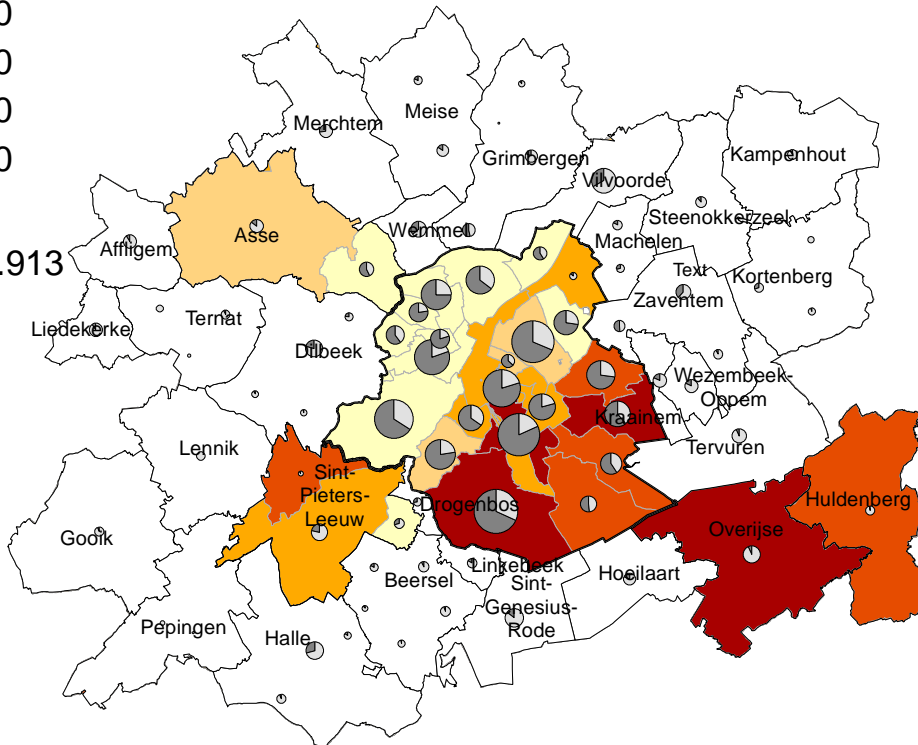 0
0
0
0
.913
Merchtem
Meise
Grimbergen
Kampenhout
Vilvoorde
Steenokkerzeel
Affligem
Asse
Wemmel
Machelen
Text
Kortenberg
Zaventem
Liedekerke
Ternat
Dilbeek
Wezembeek-
Oppem
Kraainem
Lennik
Tervuren
Sint-
Pieters-
Leeuw
Drogenbos
Huldenberg
Overijse
Gooik
Beersel
Linkebeek
Sint-
Genesius-
Rode
Hoeilaart
Pepingen
Halle